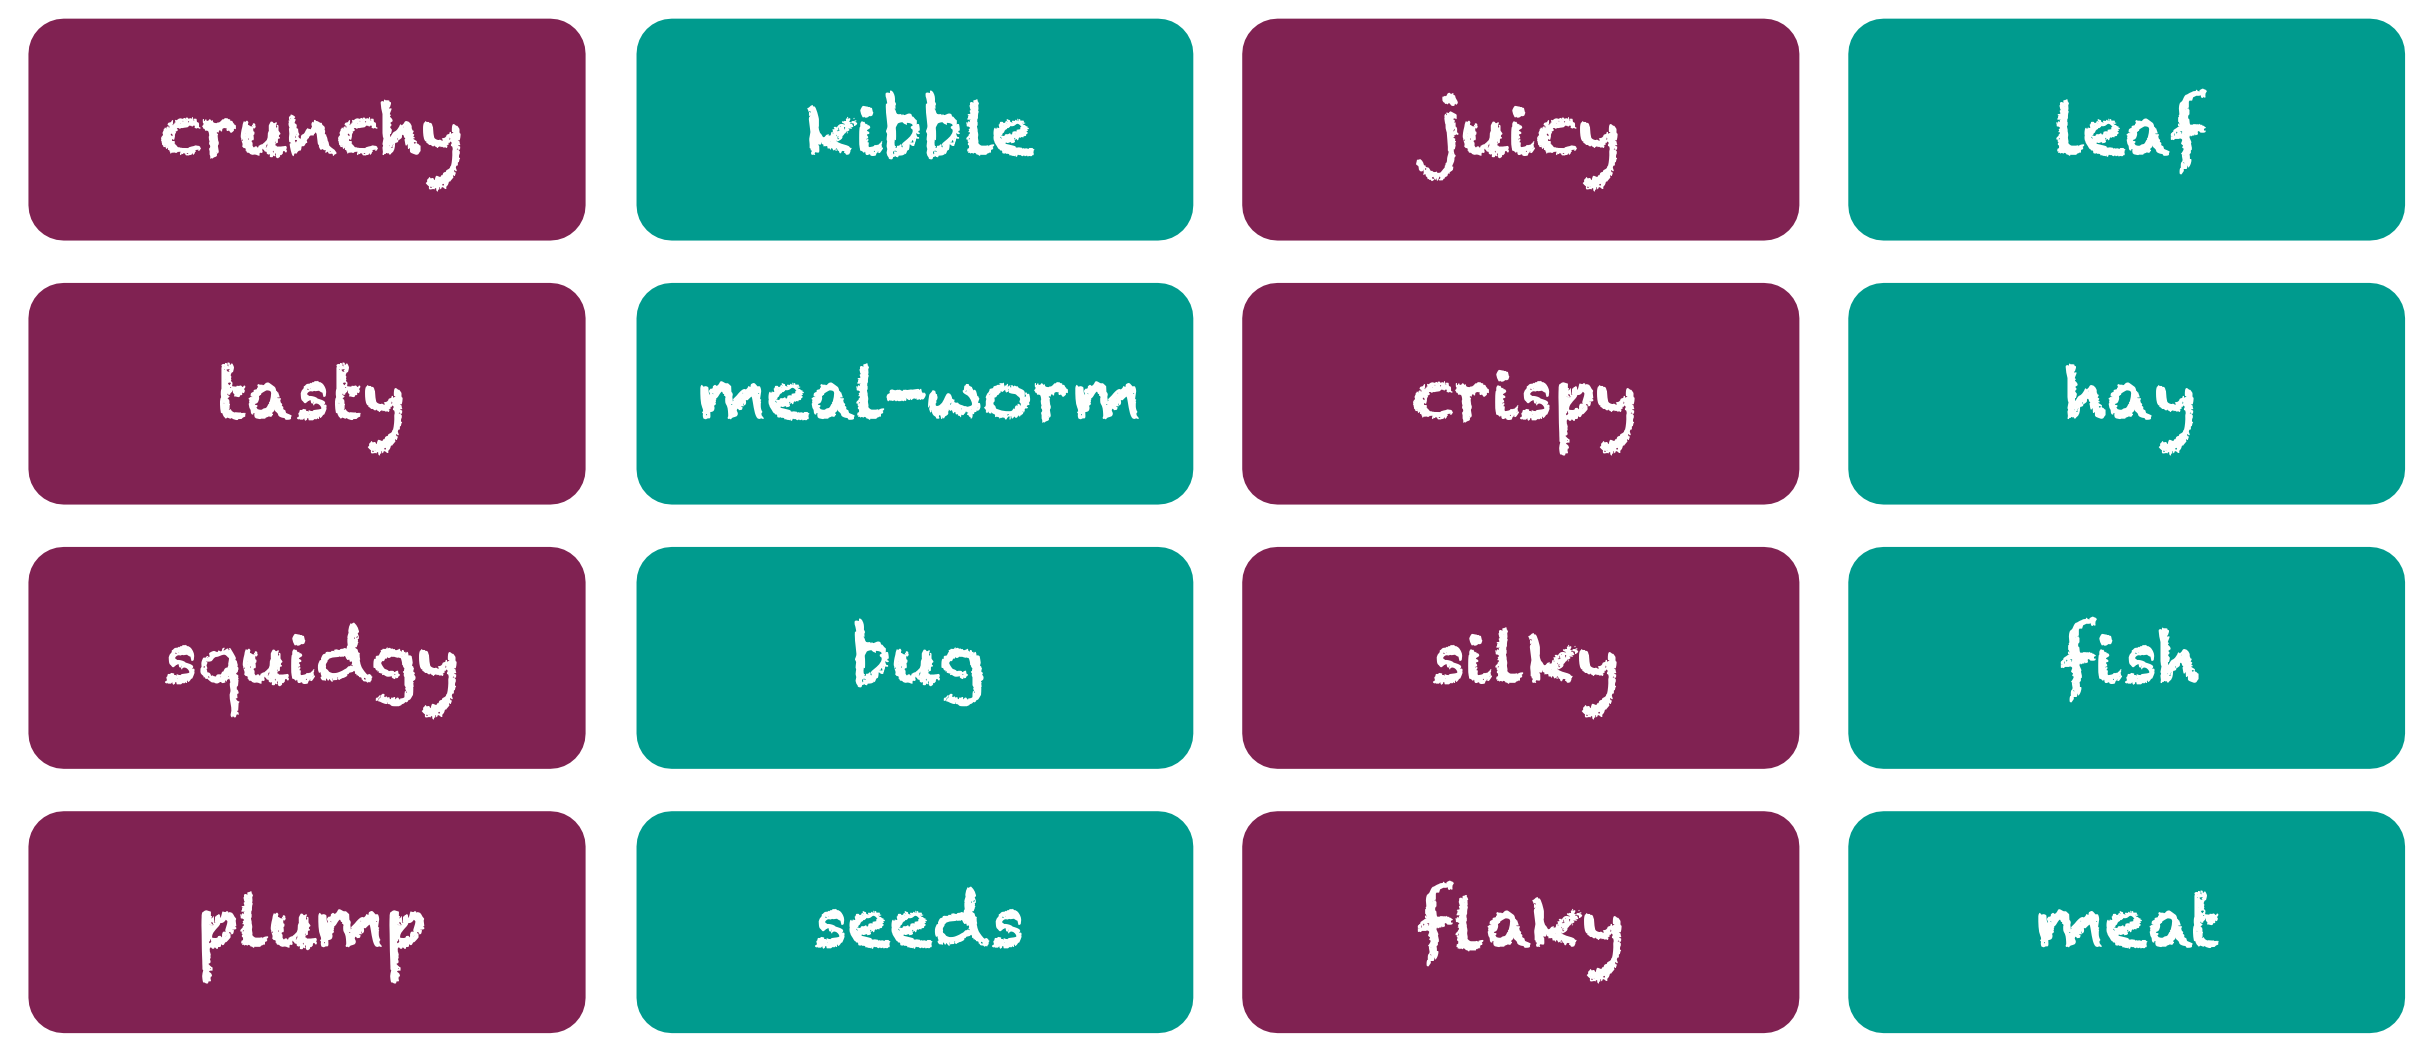 crunchy kibble juicy leaf
tasty meal-worm crispy hay
squidgy bug silky fish
plump seeds flaky meat